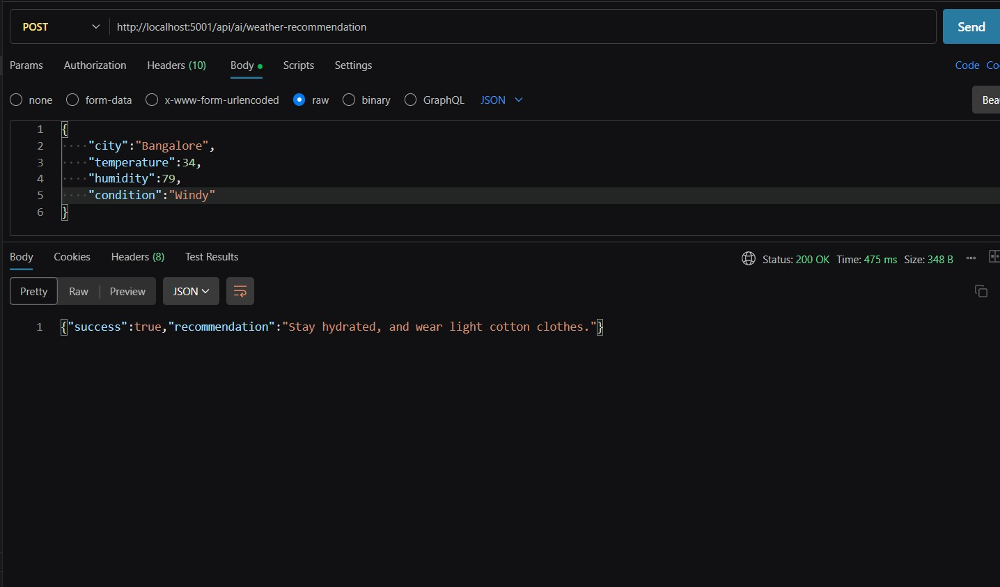 POST http://localhost:5001/api/ai/weather-recommendation Send
Params Authorization Headers (10) Body Scripts Settings Code
none form-data x-www-form-urlencoded raw binary GraphQL JSON
1 {
2 "city":"Bangalore",
3 "temperature":34,
4 "humidity":79,
5 "condition":"Windy"
6 }
Body Cookies Headers (8) Test Results Status: 200 OK Time: 475 ms Size: 348 B
Pretty Raw Preview JSON
1 {"success":true,"recommendation":"Stay hydrated, and wear light cotton clothes."}